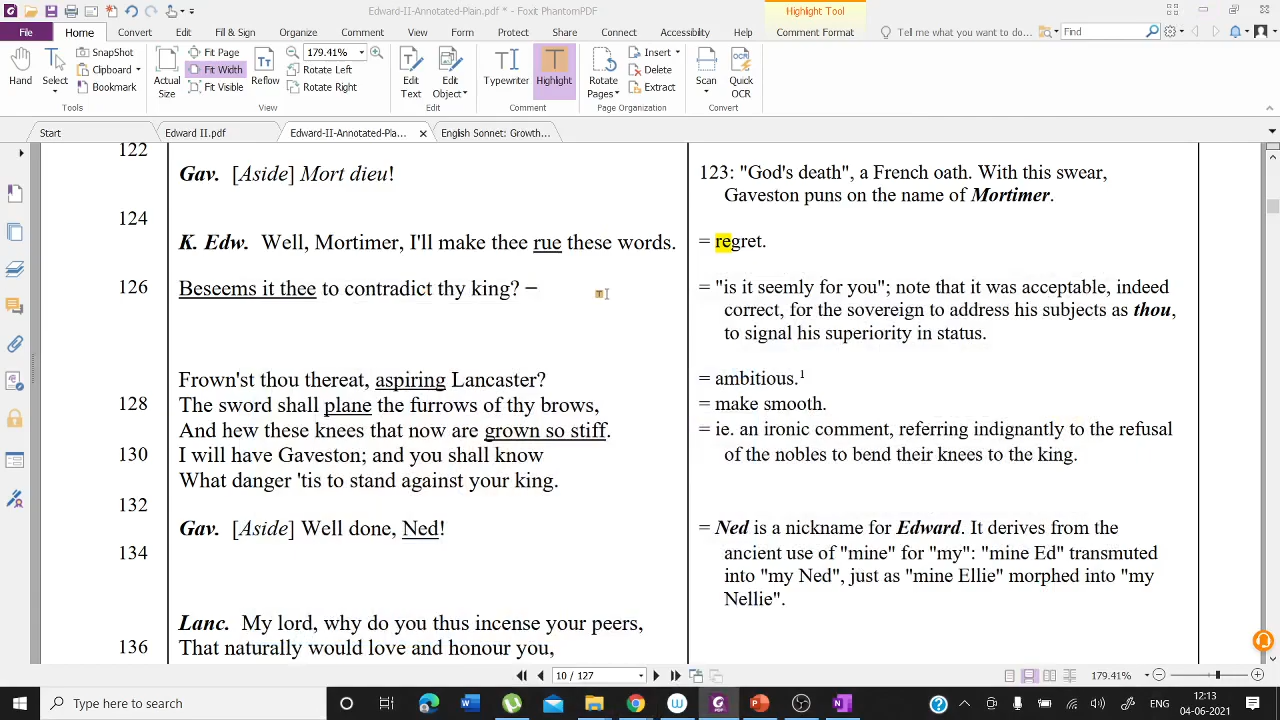 Edward-II-Annotated-Plain.pdf * - Foxit PhantomPDF
Highlight Tool
File Home Convert Edit Organize Comment View Form Protect Share Connect Accessibility Help Comment Format Tell me what you want to do... Find
Hand
Select
SnapShot
Clipboard
Bookmark
Tools
Actual Size
Fit Page
Fit Width
Fit Visible
Reflow
179.41%
Rotate Left
Rotate Right
View
Edit Text
Edit Object
Edit
Typewriter
Highlight
Comment
Rotate Pages
Insert
Delete
Extract
Page Organization
Scan
Quick OCR
Convert
Start Edward II.pdf Edward-II-Annotated-Pla... English Sonnet: Growth...
122
Gav. [Aside] Mort dieu! 123: "God's death", a French oath. With this swear,
Gaveston puns on the name of Mortimer.
124
K. Edw. Well, Mortimer, I'll make thee rue these words. = regret.
126 Beseems it thee to contradict thy king? − = "is it seemly for you"; note that it was acceptable, indeed
correct, for the sovereign to address his subjects as thou,
to signal his superiority in status.
Frown'st thou thereat, aspiring Lancaster? = ambitious.1
128 The sword shall plane the furrows of thy brows, = make smooth.
And hew these knees that now are grown so stiff. = ie. an ironic comment, referring indignantly to the refusal
130 I will have Gaveston; and you shall know of the nobles to bend their knees to the king.
What danger 'tis to stand against your king.
132
Gav. [Aside] Well done, Ned! = Ned is a nickname for Edward. It derives from the
134 ancient use of "mine" for "my": "mine Ed" transmuted
into "my Ned", just as "mine Ellie" morphed into "my
Nellie".
Lanc. My lord, why do you thus incense your peers,
136 That naturally would love and honour you,
10 / 127 179.41%
Type here to search ENG 12:13
04-06-2021